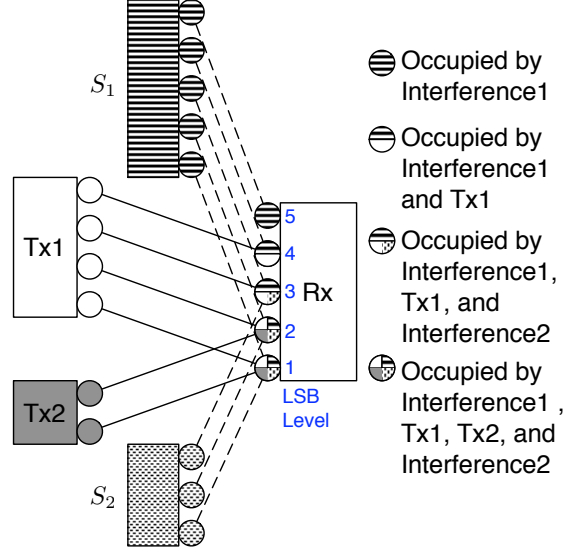 S1
Tx1
Tx2
S2
5
4
3
2
1
Rx
LSB
Level
Occupied by
Interference1
Occupied by
Interference1
and Tx1
Occupied by
Interference1,
Tx1, and
Interference2
Occupied by
Interference1 ,
Tx1, Tx2, and
Interference2